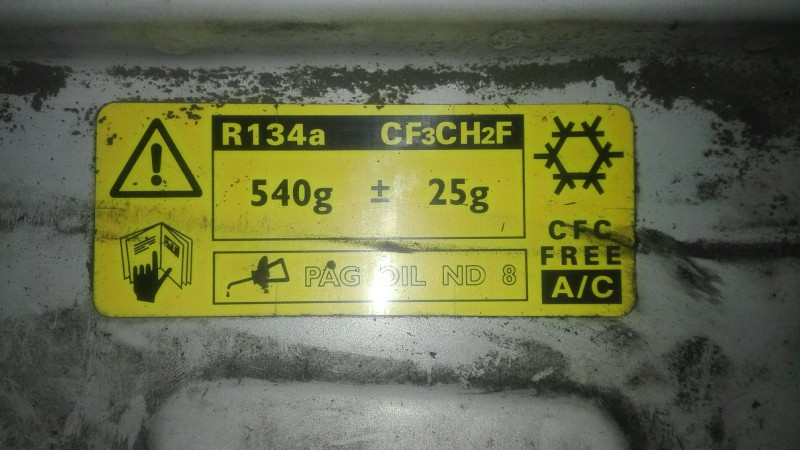 R134a CF3CH2F
540g ± 25g
PAG OIL ND 8
CFC
FREE
A/C